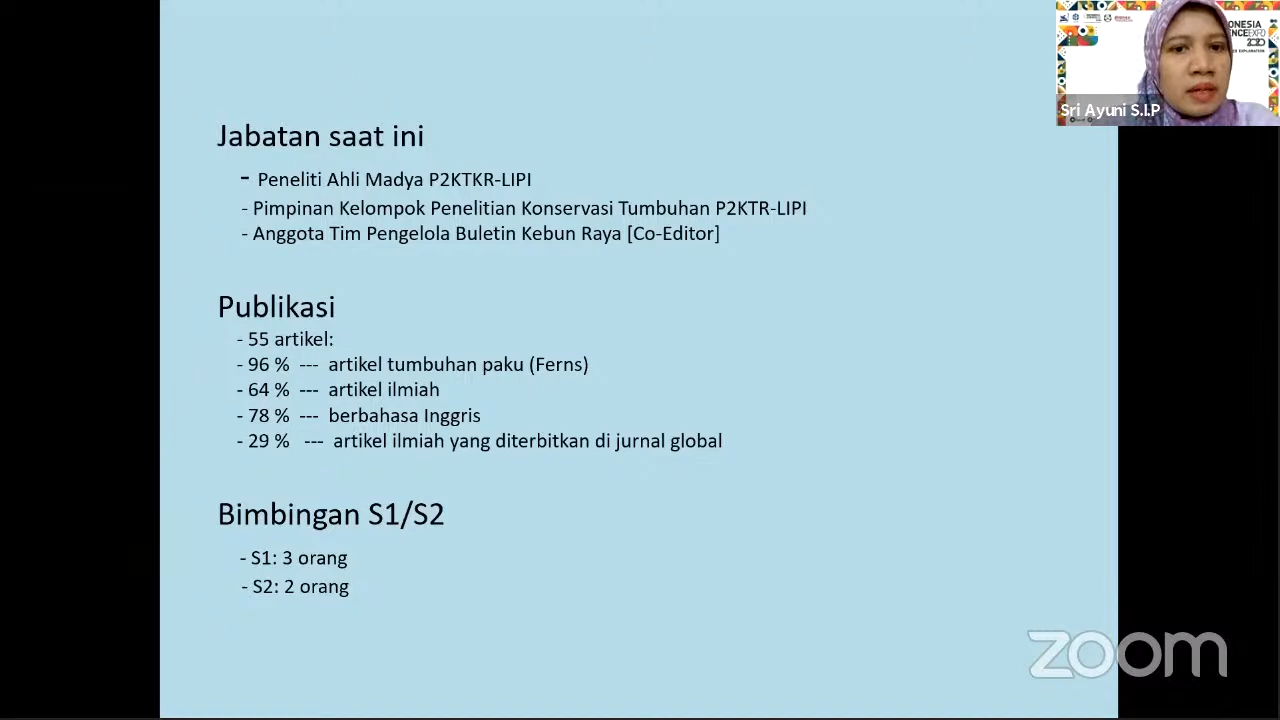 Jabatan saat ini
- Peneliti Ahli Madya P2KTKR-LIPI
- Pimpinan Kelompok Penelitian Konservasi Tumbuhan P2KTR-LIPI
- Anggota Tim Pengelola Buletin Kebun Raya [Co-Editor]
Publikasi
- 55 artikel:
- 96 % --- artikel tumbuhan paku (Ferns)
- 64 % --- artikel ilmiah
- 78 % --- berbahasa Inggris
- 29 % --- artikel ilmiah yang diterbitkan di jurnal global
Bimbingan S1/S2
- S1: 3 orang
- S2: 2 orang
Sri Ayuni S.I.P
2020
zoom